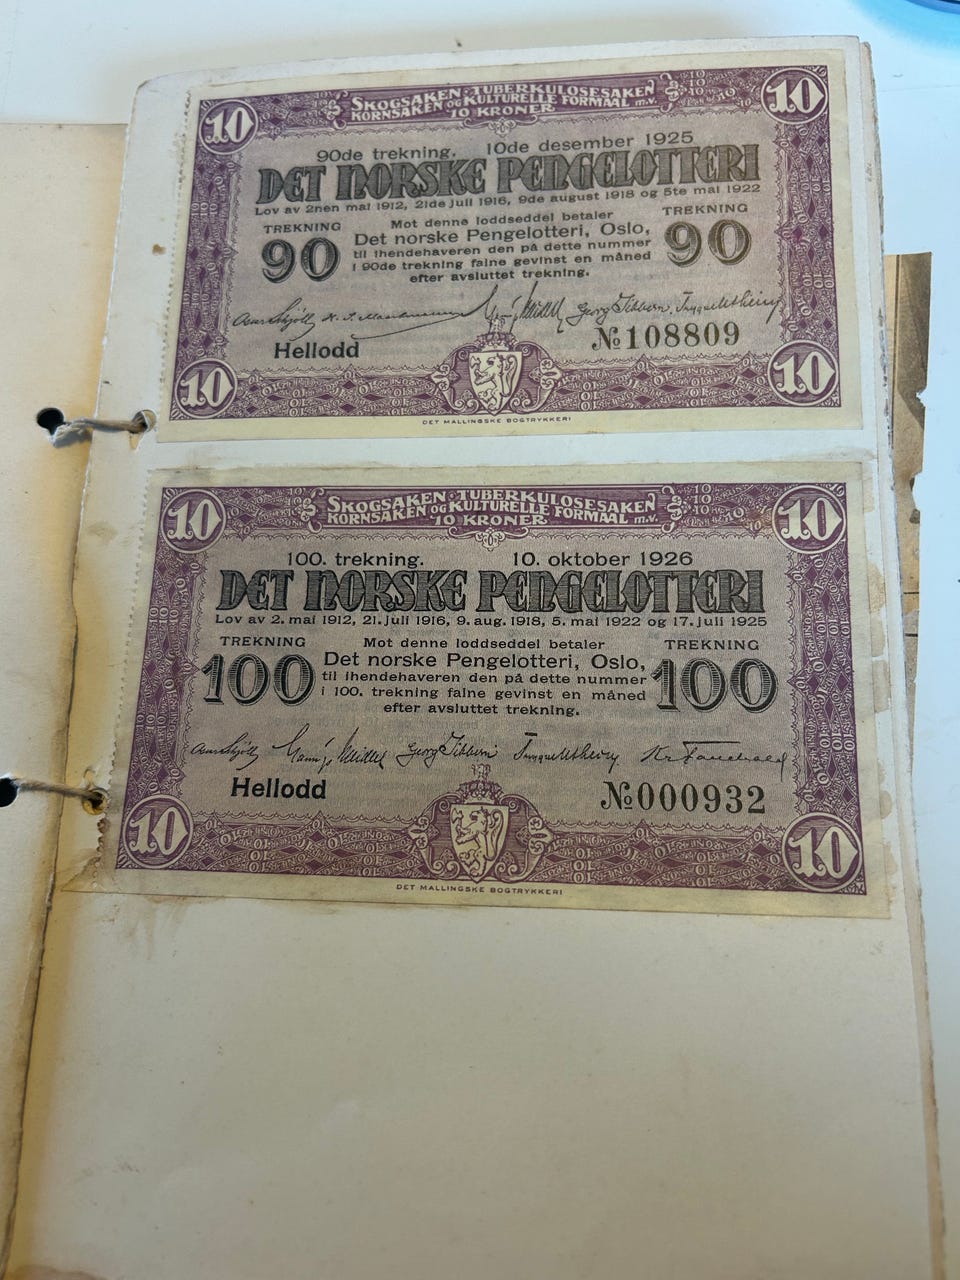 10
SKOGSAKEN · TUBERKULOSESAKEN
10
KORNSAKEN OG KULTURELLE FORMAAL M.V.
10 KRONER
90de trekning. 10de desember 1925
DET NORSKE PENGELOTTERI
Lov av 2nen mai 1912, 21de juli 1916, 9de august 1918 og 5te mai 1922
TREKNING
90
Mot denne loddseddel betaler
Det norske Pengelotteri, Oslo,
til ihendehaveren den på dette nummer
i 90de trekning falne gevinst en måned
efter avsluttet trekning.
TREKNING
90
Georg Tibborn
Hellodd
№108809
10
10
DET MALLINGSKE BOGTRYKKERI
10
SKOGSAKEN · TUBERKULOSESAKEN
10
KORNSAKEN OG KULTURELLE FORMAAL M.V.
10 KRONER
100. trekning. 10. oktober 1926
DET NORSKE PENGELOTTERI
Lov av 2. mai 1912, 21. juli 1916, 9. aug. 1918, 5. mai 1922 og 17. juli 1925
TREKNING
100
Mot denne loddseddel betaler
Det norske Pengelotteri, Oslo,
til ihendehaveren den på dette nummer
i 100. trekning falne gevinst en måned
efter avsluttet trekning.
TREKNING
100
Georg Tibborn
Hellodd
№000932
10
10
DET MALLINGSKE BOGTRYKKERI